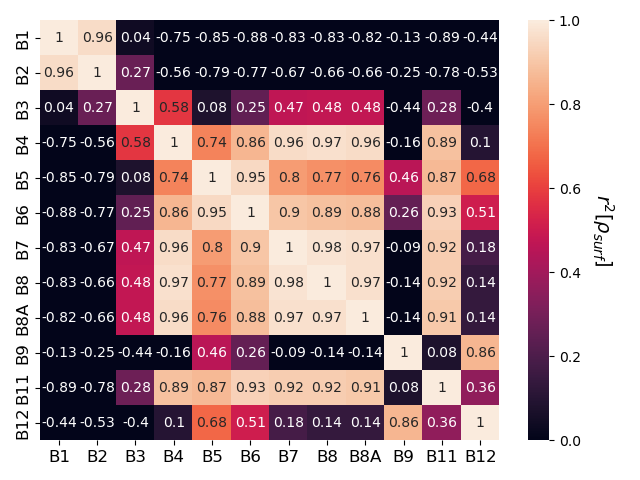 B1 1 0.96 0.04 -0.75 -0.85 -0.88 -0.83 -0.83 -0.82 -0.13 -0.89 -0.44
B2 0.96 1 0.27 -0.56 -0.79 -0.77 -0.67 -0.66 -0.66 -0.25 -0.78 -0.53
B3 0.04 0.27 1 0.58 0.08 0.25 0.47 0.48 0.48 -0.44 0.28 -0.4
B4 -0.75 -0.56 0.58 1 0.74 0.86 0.96 0.97 0.96 -0.16 0.89 0.1
B5 -0.85 -0.79 0.08 0.74 1 0.95 0.8 0.77 0.76 0.46 0.87 0.68
B6 -0.88 -0.77 0.25 0.86 0.95 1 0.9 0.89 0.88 0.26 0.93 0.51
B7 -0.83 -0.67 0.47 0.96 0.8 0.9 1 0.98 0.97 -0.09 0.92 0.18
B8 -0.83 -0.66 0.48 0.97 0.77 0.89 0.98 1 0.97 -0.14 0.92 0.14
B8A -0.82 -0.66 0.48 0.96 0.76 0.88 0.97 0.97 1 -0.14 0.91 0.14
B9 -0.13 -0.25 -0.44 -0.16 0.46 0.26 -0.09 -0.14 -0.14 1 0.08 0.86
B11 -0.89 -0.78 0.28 0.89 0.87 0.93 0.92 0.92 0.91 0.08 1 0.36
B12 -0.44 -0.53 -0.4 0.1 0.68 0.51 0.18 0.14 0.14 0.86 0.36 1
B1 B2 B3 B4 B5 B6 B7 B8 B8A B9 B11 B12
1.0
0.8
0.6
0.4
0.2
0.0
r²[ρsurf]